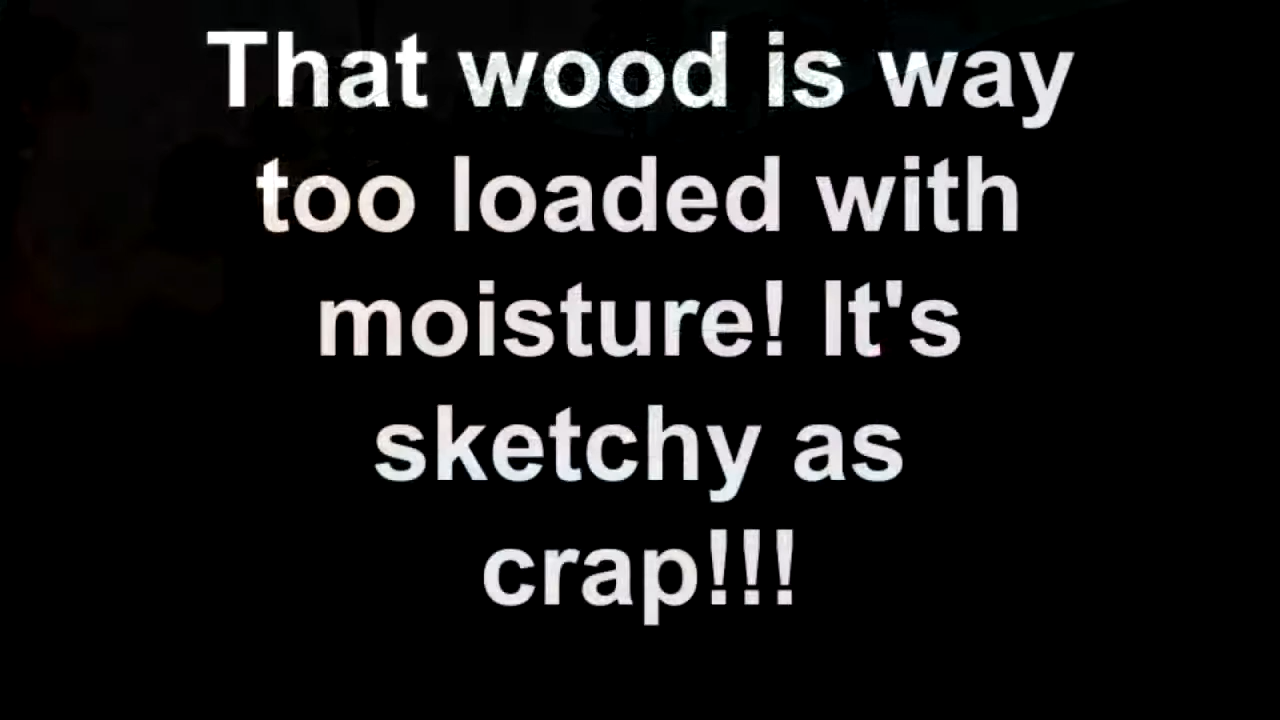 That wood is way
too loaded with
moisture! It's
sketchy as
crap!!!